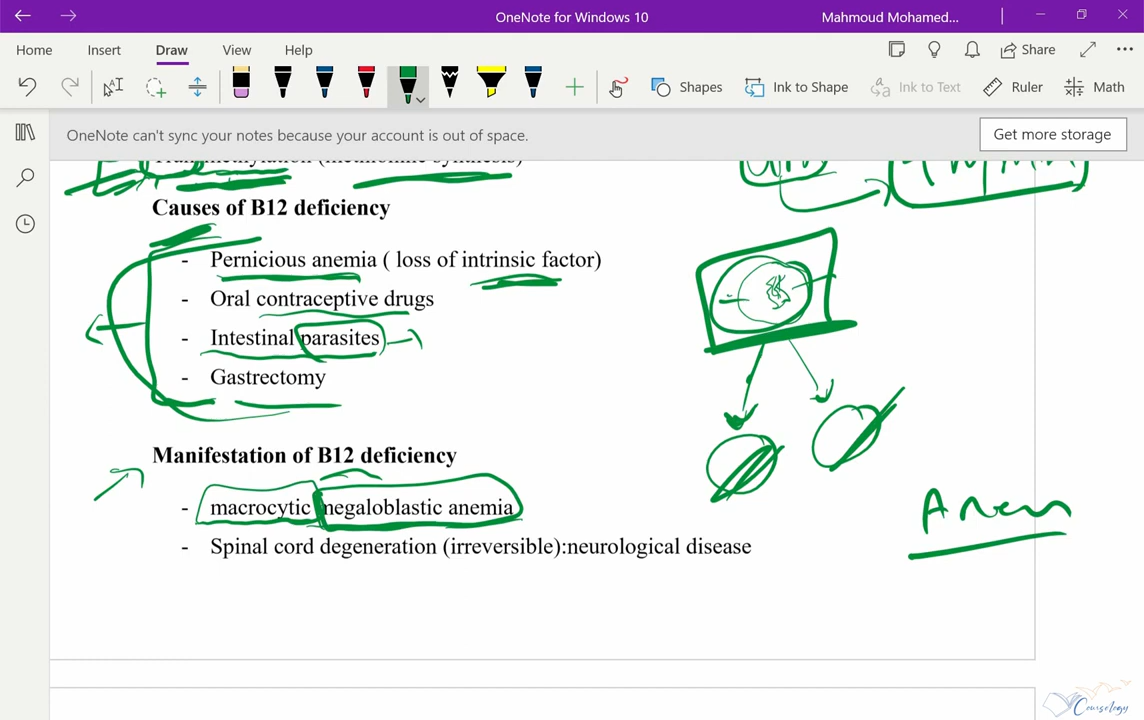 OneNote for Windows 10
Mahmoud Mohamed...
Home Insert Draw View Help
Share
Shapes Ink to Shape Ink to Text Ruler Math
OneNote can't sync your notes because your account is out of space.
Get more storage
Causes of B12 deficiency
- Pernicious anemia ( loss of intrinsic factor)
- Oral contraceptive drugs
- Intestinal parasites
- Gastrectomy
Manifestation of B12 deficiency
- macrocytic megaloblastic anemia
Anem
- Spinal cord degeneration (irreversible):neurological disease
Coursology